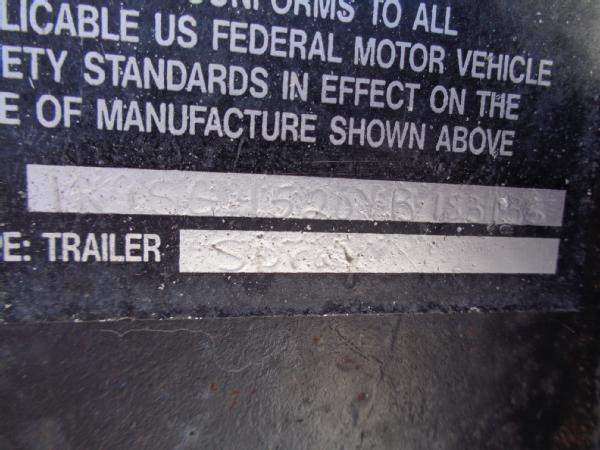 CONFORMS TO ALL
LICABLE US FEDERAL MOTOR VEHICLE
ETY STANDARDS IN EFFECT ON THE
E OF MANUFACTURE SHOWN ABOVE
PE: TRAILER